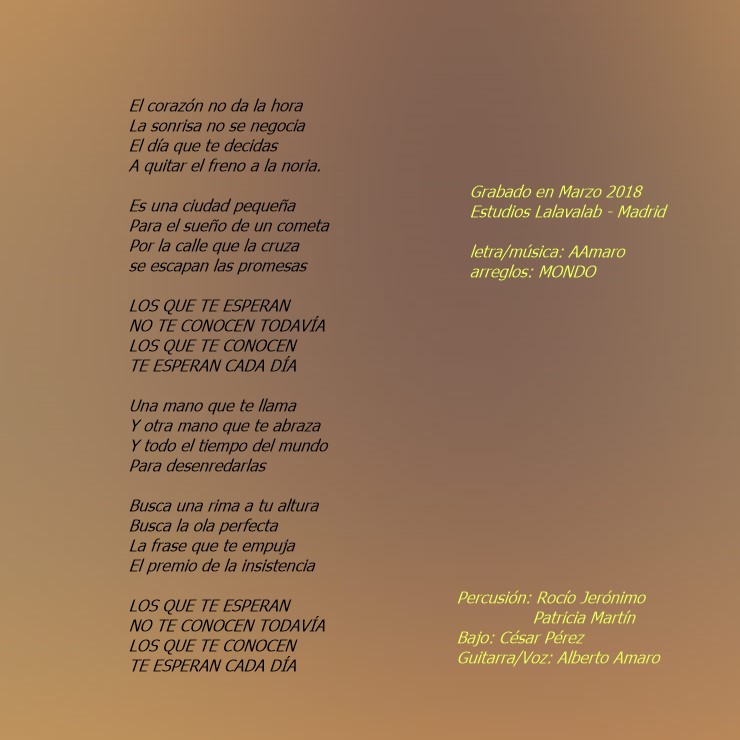 El corazón no da la hora
La sonrisa no se negocia
El día que te decidas
A quitar el freno a la noria.
Es una ciudad pequeña
Para el sueño de un cometa
Por la calle que la cruza
se escapan las promesas
LOS QUE TE ESPERAN
NO TE CONOCEN TODAVÍA
LOS QUE TE CONOCEN
TE ESPERAN CADA DÍA
Una mano que te llama
Y otra mano que te abraza
Y todo el tiempo del mundo
Para desenredarlas
Busca una rima a tu altura
Busca la ola perfecta
La frase que te empuja
El premio de la insistencia
LOS QUE TE ESPERAN
NO TE CONOCEN TODAVÍA
LOS QUE TE CONOCEN
TE ESPERAN CADA DÍA
Grabado en Marzo 2018
Estudios Lalavalab - Madrid
letra/música: AAmaro
arreglos: MONDO
Percusión: Rocío Jerónimo
Patricia Martín
Bajo: César Pérez
Guitarra/Voz: Alberto Amaro